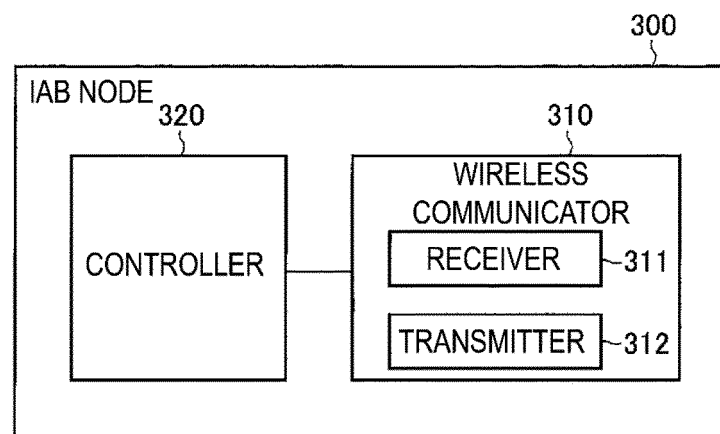 300
IAB NODE
320
310
WIRELESS
COMMUNICATOR
CONTROLLER
RECEIVER
311
TRANSMITTER
312